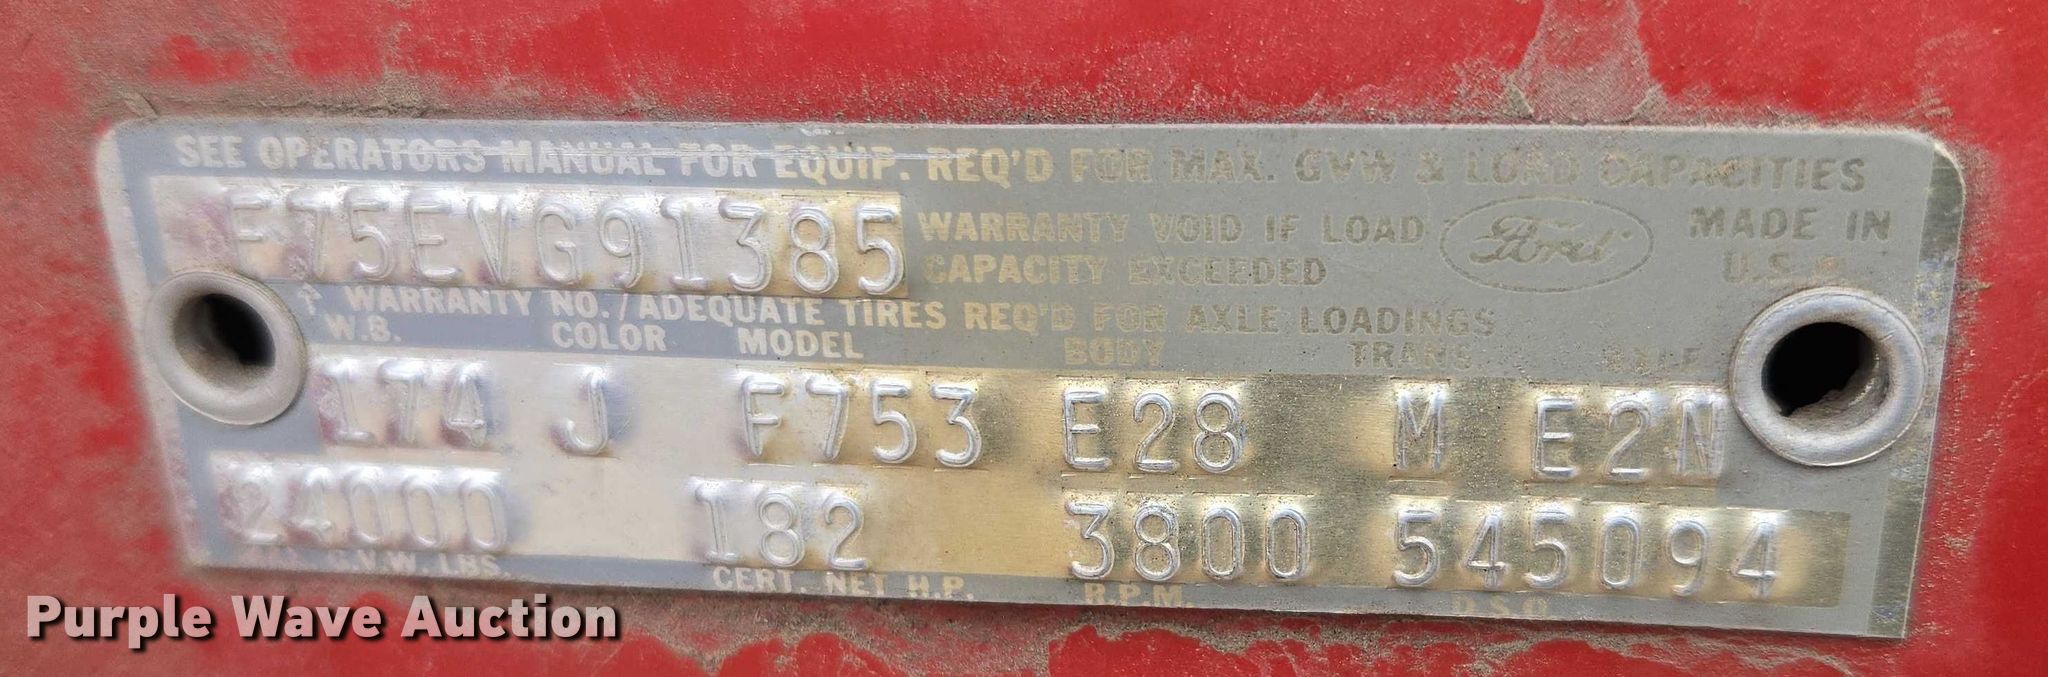 SEE OPERATORS MANUAL FOR EQUIP. REQ'D FOR MAX. GVW & LOAD CAPACITIES
F75EVG91385
WARRANTY VOID IF LOAD
CAPACITY EXCEEDED
Ford
MADE IN
U.S.A.
↑ WARRANTY NO./ADEQUATE TIRES REQ'D FOR AXLE LOADINGS
W.B. COLOR MODEL BODY TRANS. AXLE
174 J F753 E28 M E2N
24000 182 3800 545094
MAX. G.V.W. LBS. CERT. NET H.P. R.P.M. D.S.O.
Purple Wave Auction